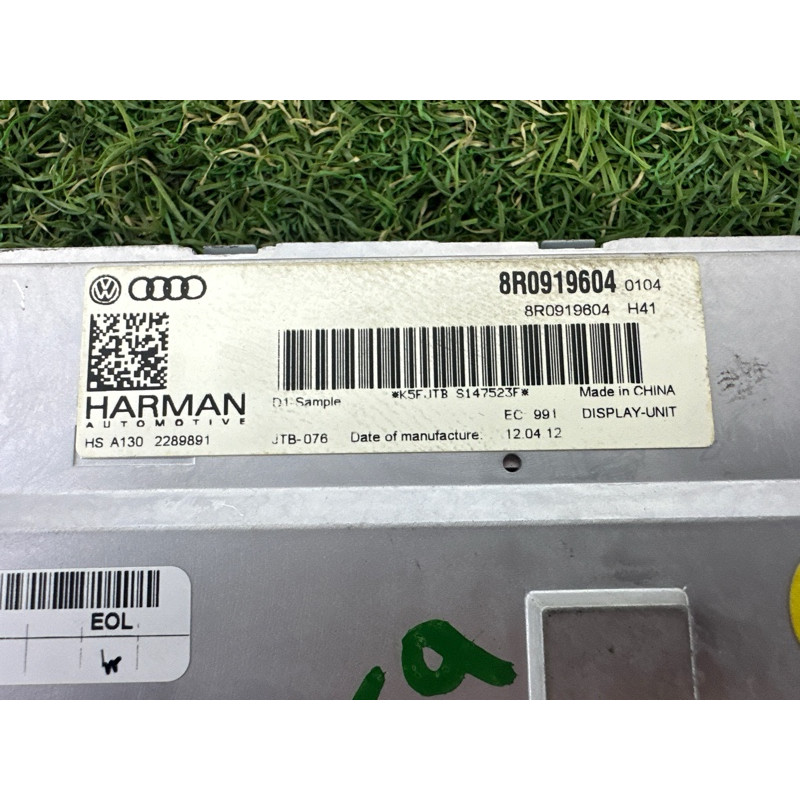 8R0919604 0104
8R0919604 H41
HARMAN
AUTOMOTIVE
D1-Sample *K5FJTB S147523F* Made in CHINA
EC 991 DISPLAY-UNIT
HS A130 2289891 JTB-076 Date of manufacture: 12.04 12
EOL